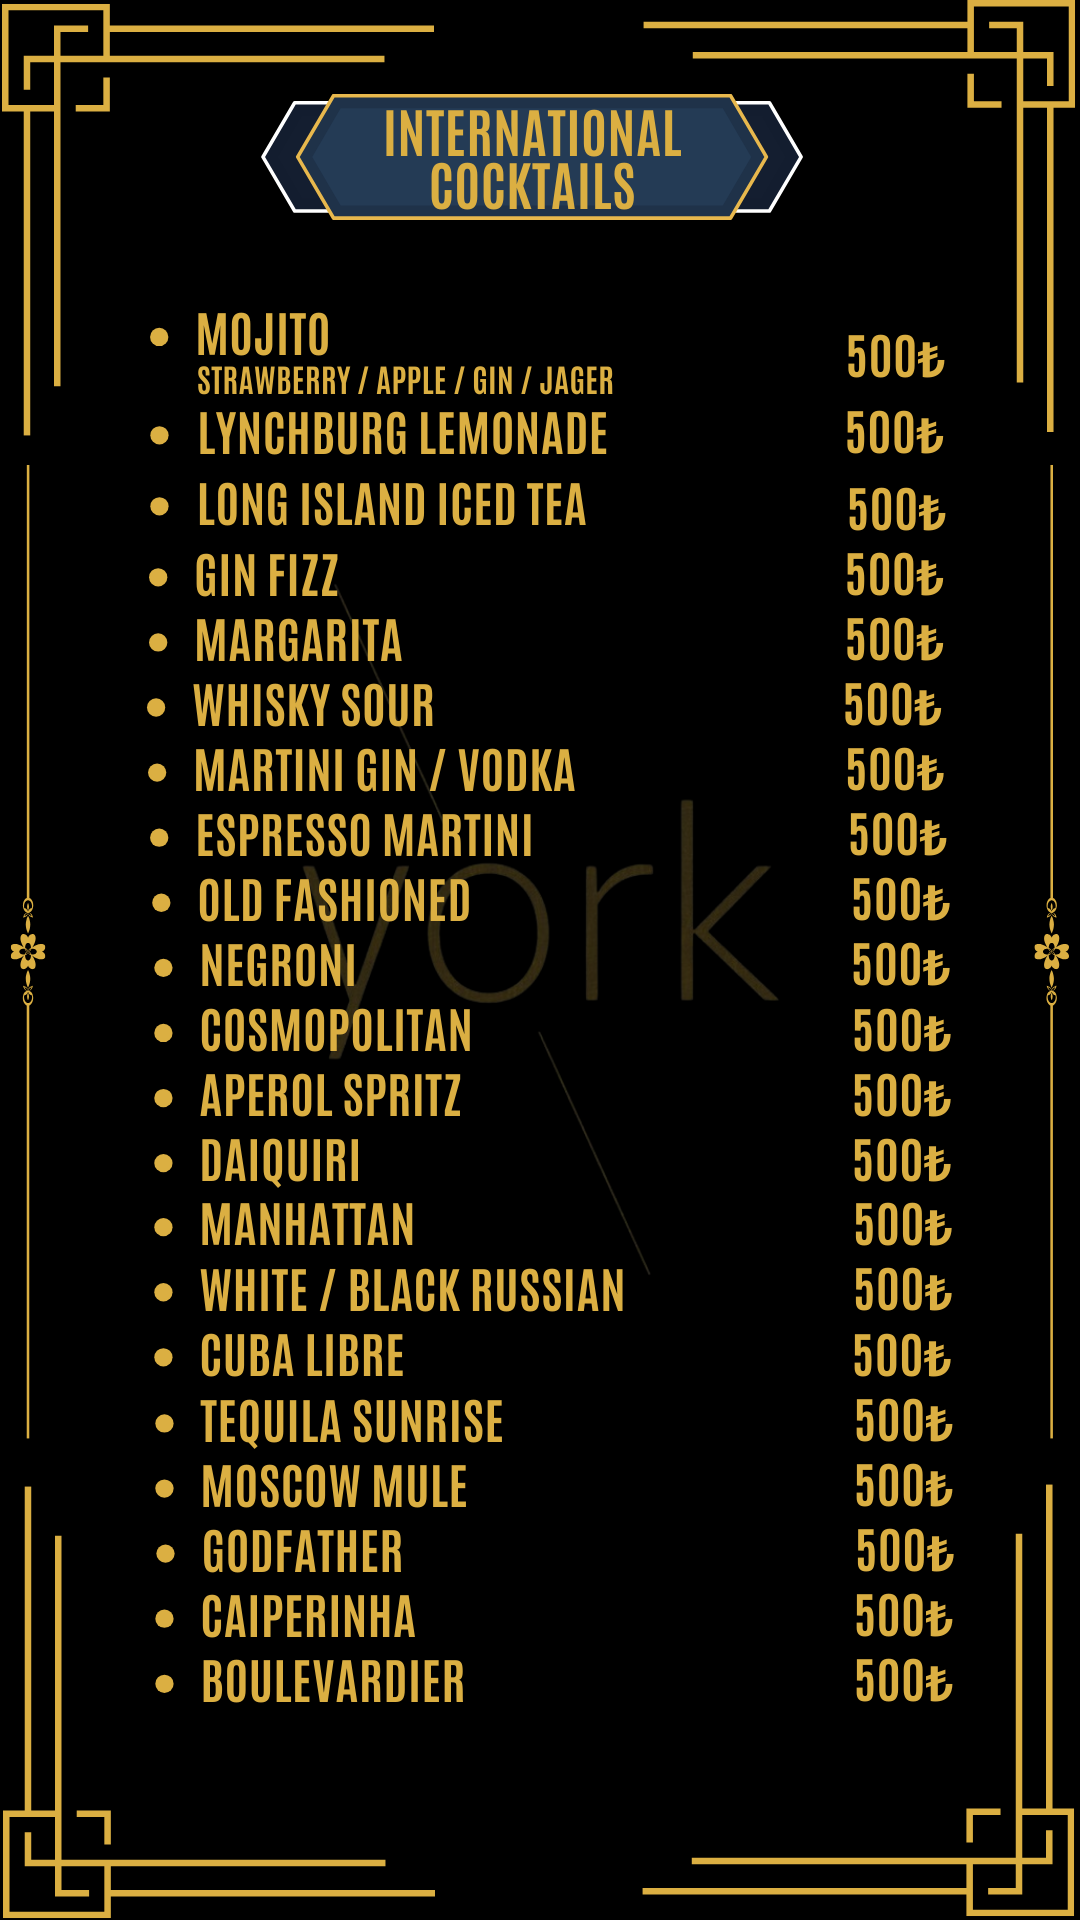 INTERNATIONAL
COCKTAILS
• MOJITO 500₺
STRAWBERRY / APPLE / GIN / JAGER
• LYNCHBURG LEMONADE 500₺
• LONG ISLAND ICED TEA 500₺
• GIN FIZZ 500₺
• MARGARITA 500₺
• WHISKY SOUR 500₺
• MARTINI GIN / VODKA 500₺
• ESPRESSO MARTINI 500₺
• OLD FASHIONED 500₺
• NEGRONI 500₺
• COSMOPOLITAN 500₺
• APEROL SPRITZ 500₺
• DAIQUIRI 500₺
• MANHATTAN 500₺
• WHITE / BLACK RUSSIAN 500₺
• CUBA LIBRE 500₺
• TEQUILA SUNRISE 500₺
• MOSCOW MULE 500₺
• GODFATHER 500₺
• CAIPERINHA 500₺
• BOULEVARDIER 500₺
york